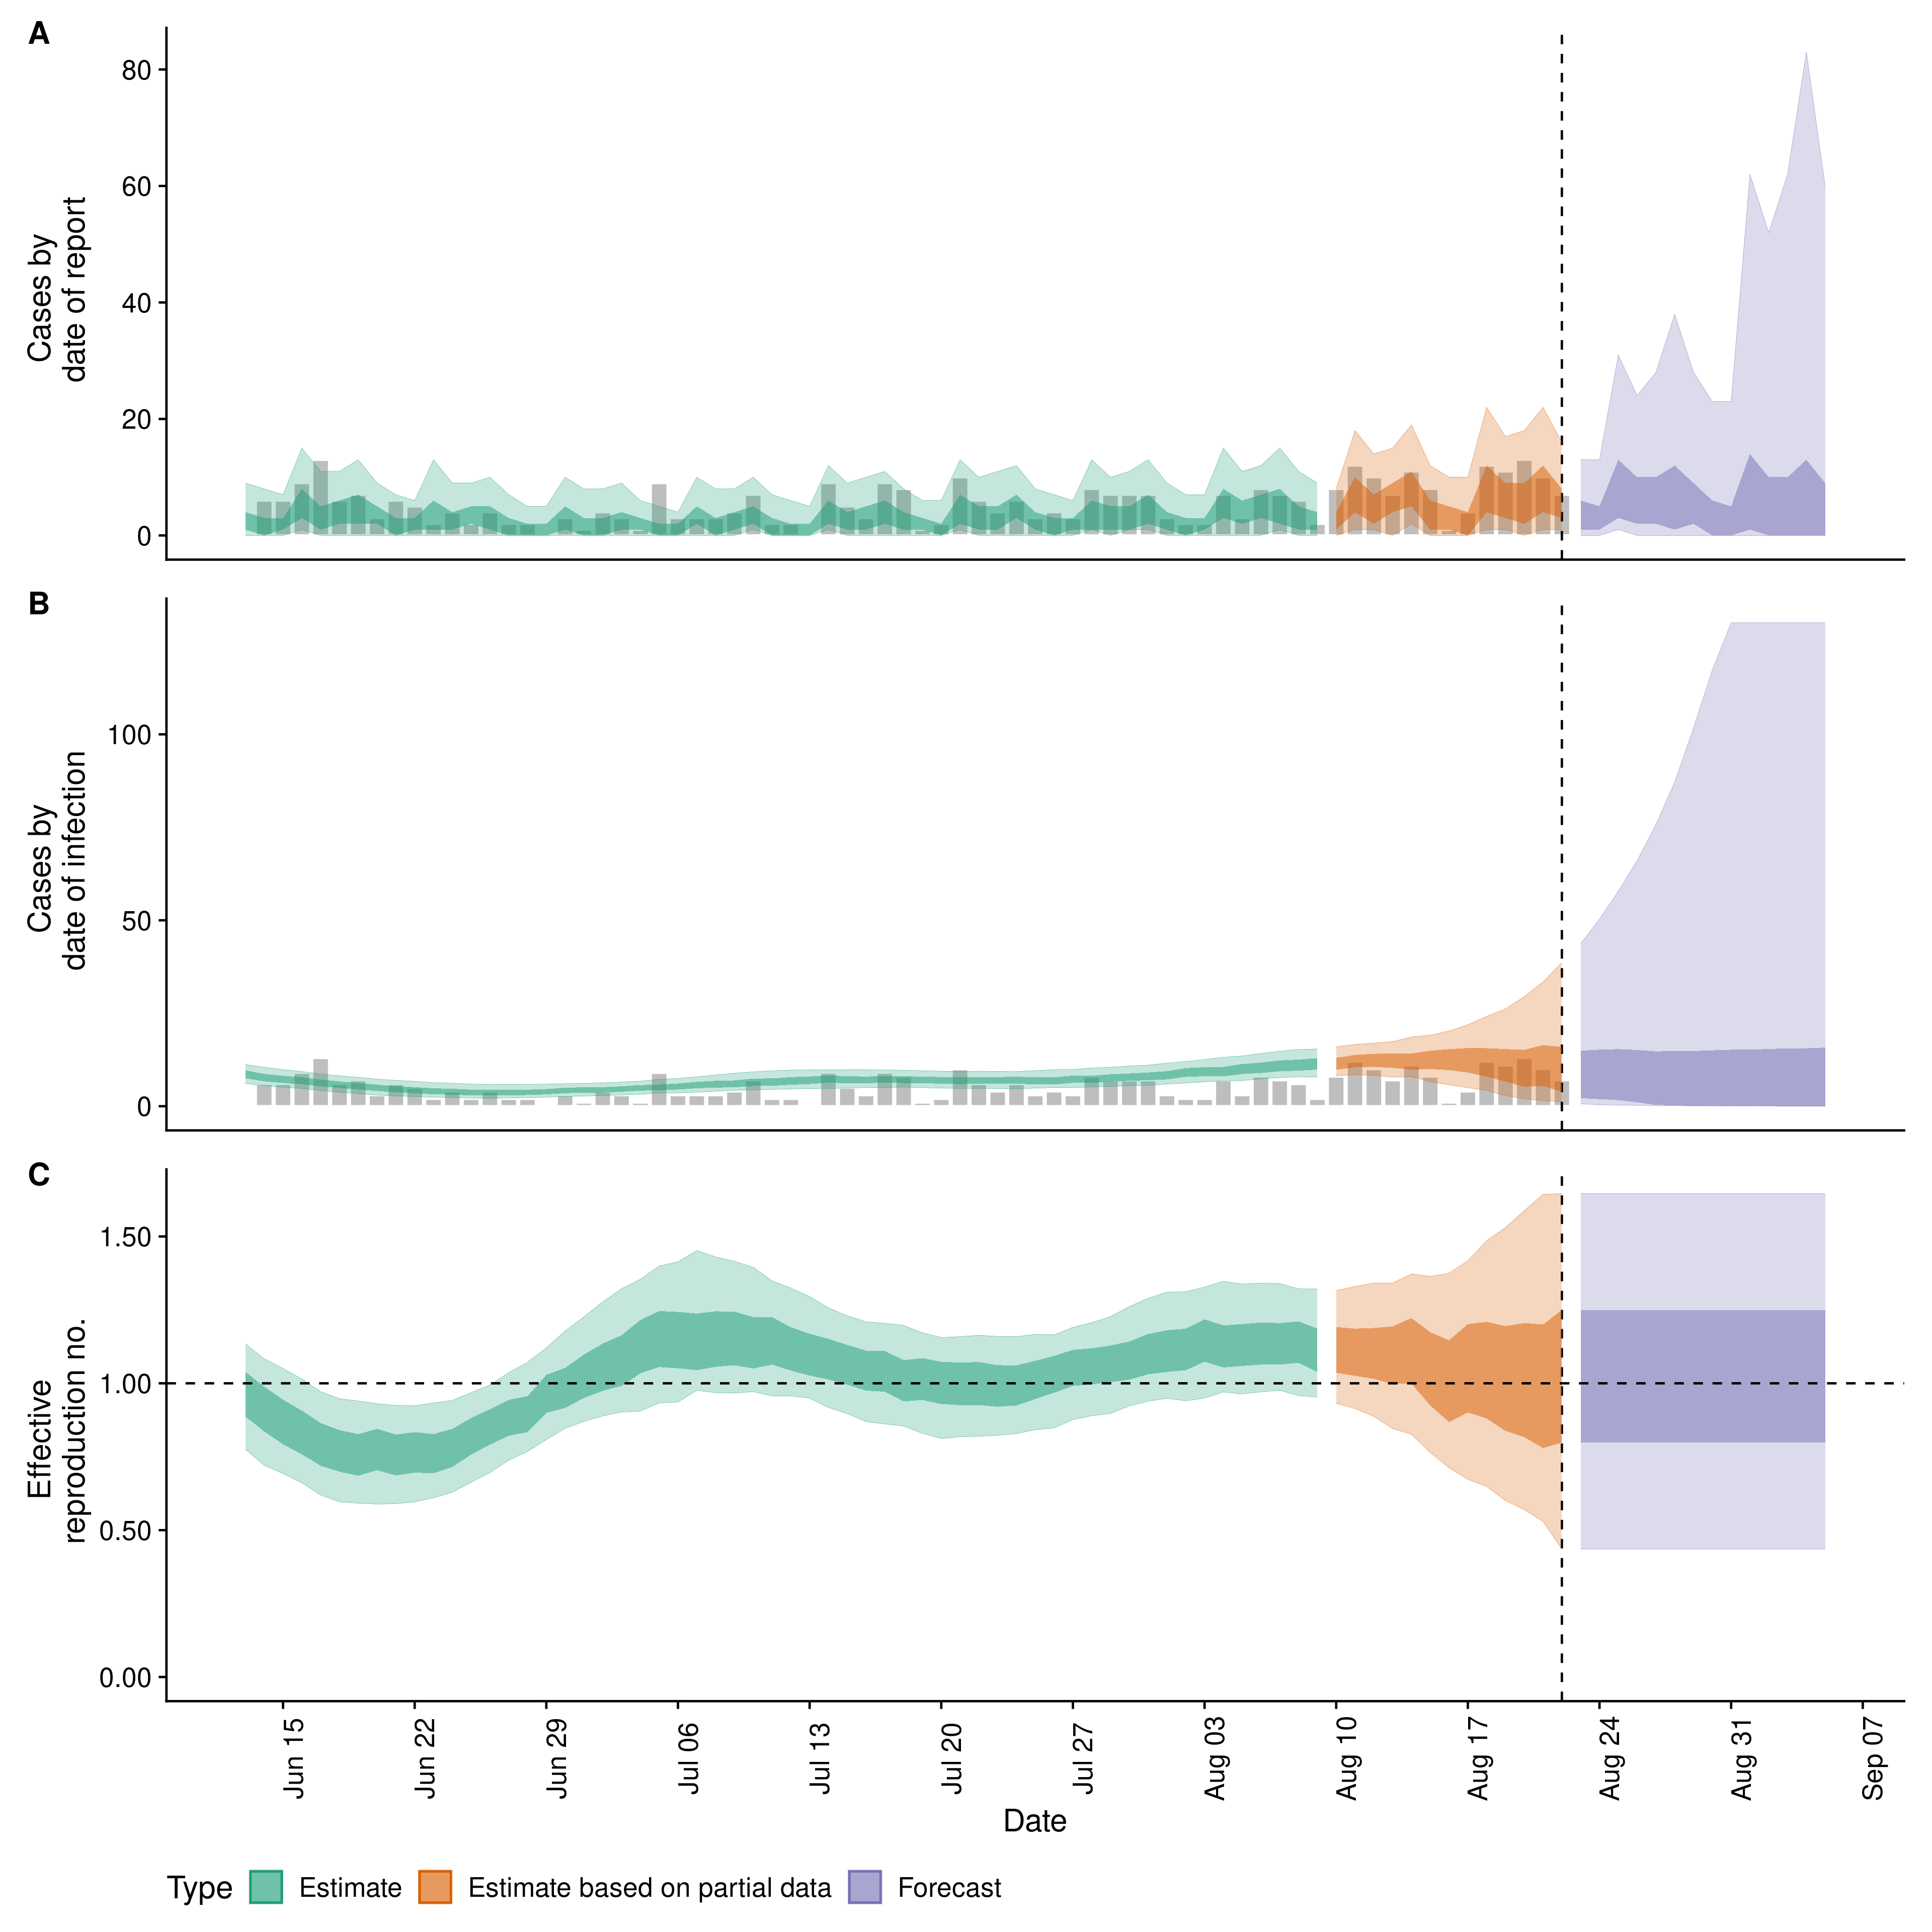 A
80
60
40
20
0
Cases by
date of report
B
100
50
0
Cases by
date of infection
C
1.50
1.00
0.50
0.00
Effective
reproduction no.
Jun 15
Jun 22
Jun 29
Jul 06
Jul 13
Jul 20
Jul 27
Aug 03
Aug 10
Aug 17
Aug 24
Aug 31
Sep 07
Date
Type Estimate Estimate based on partial data Forecast